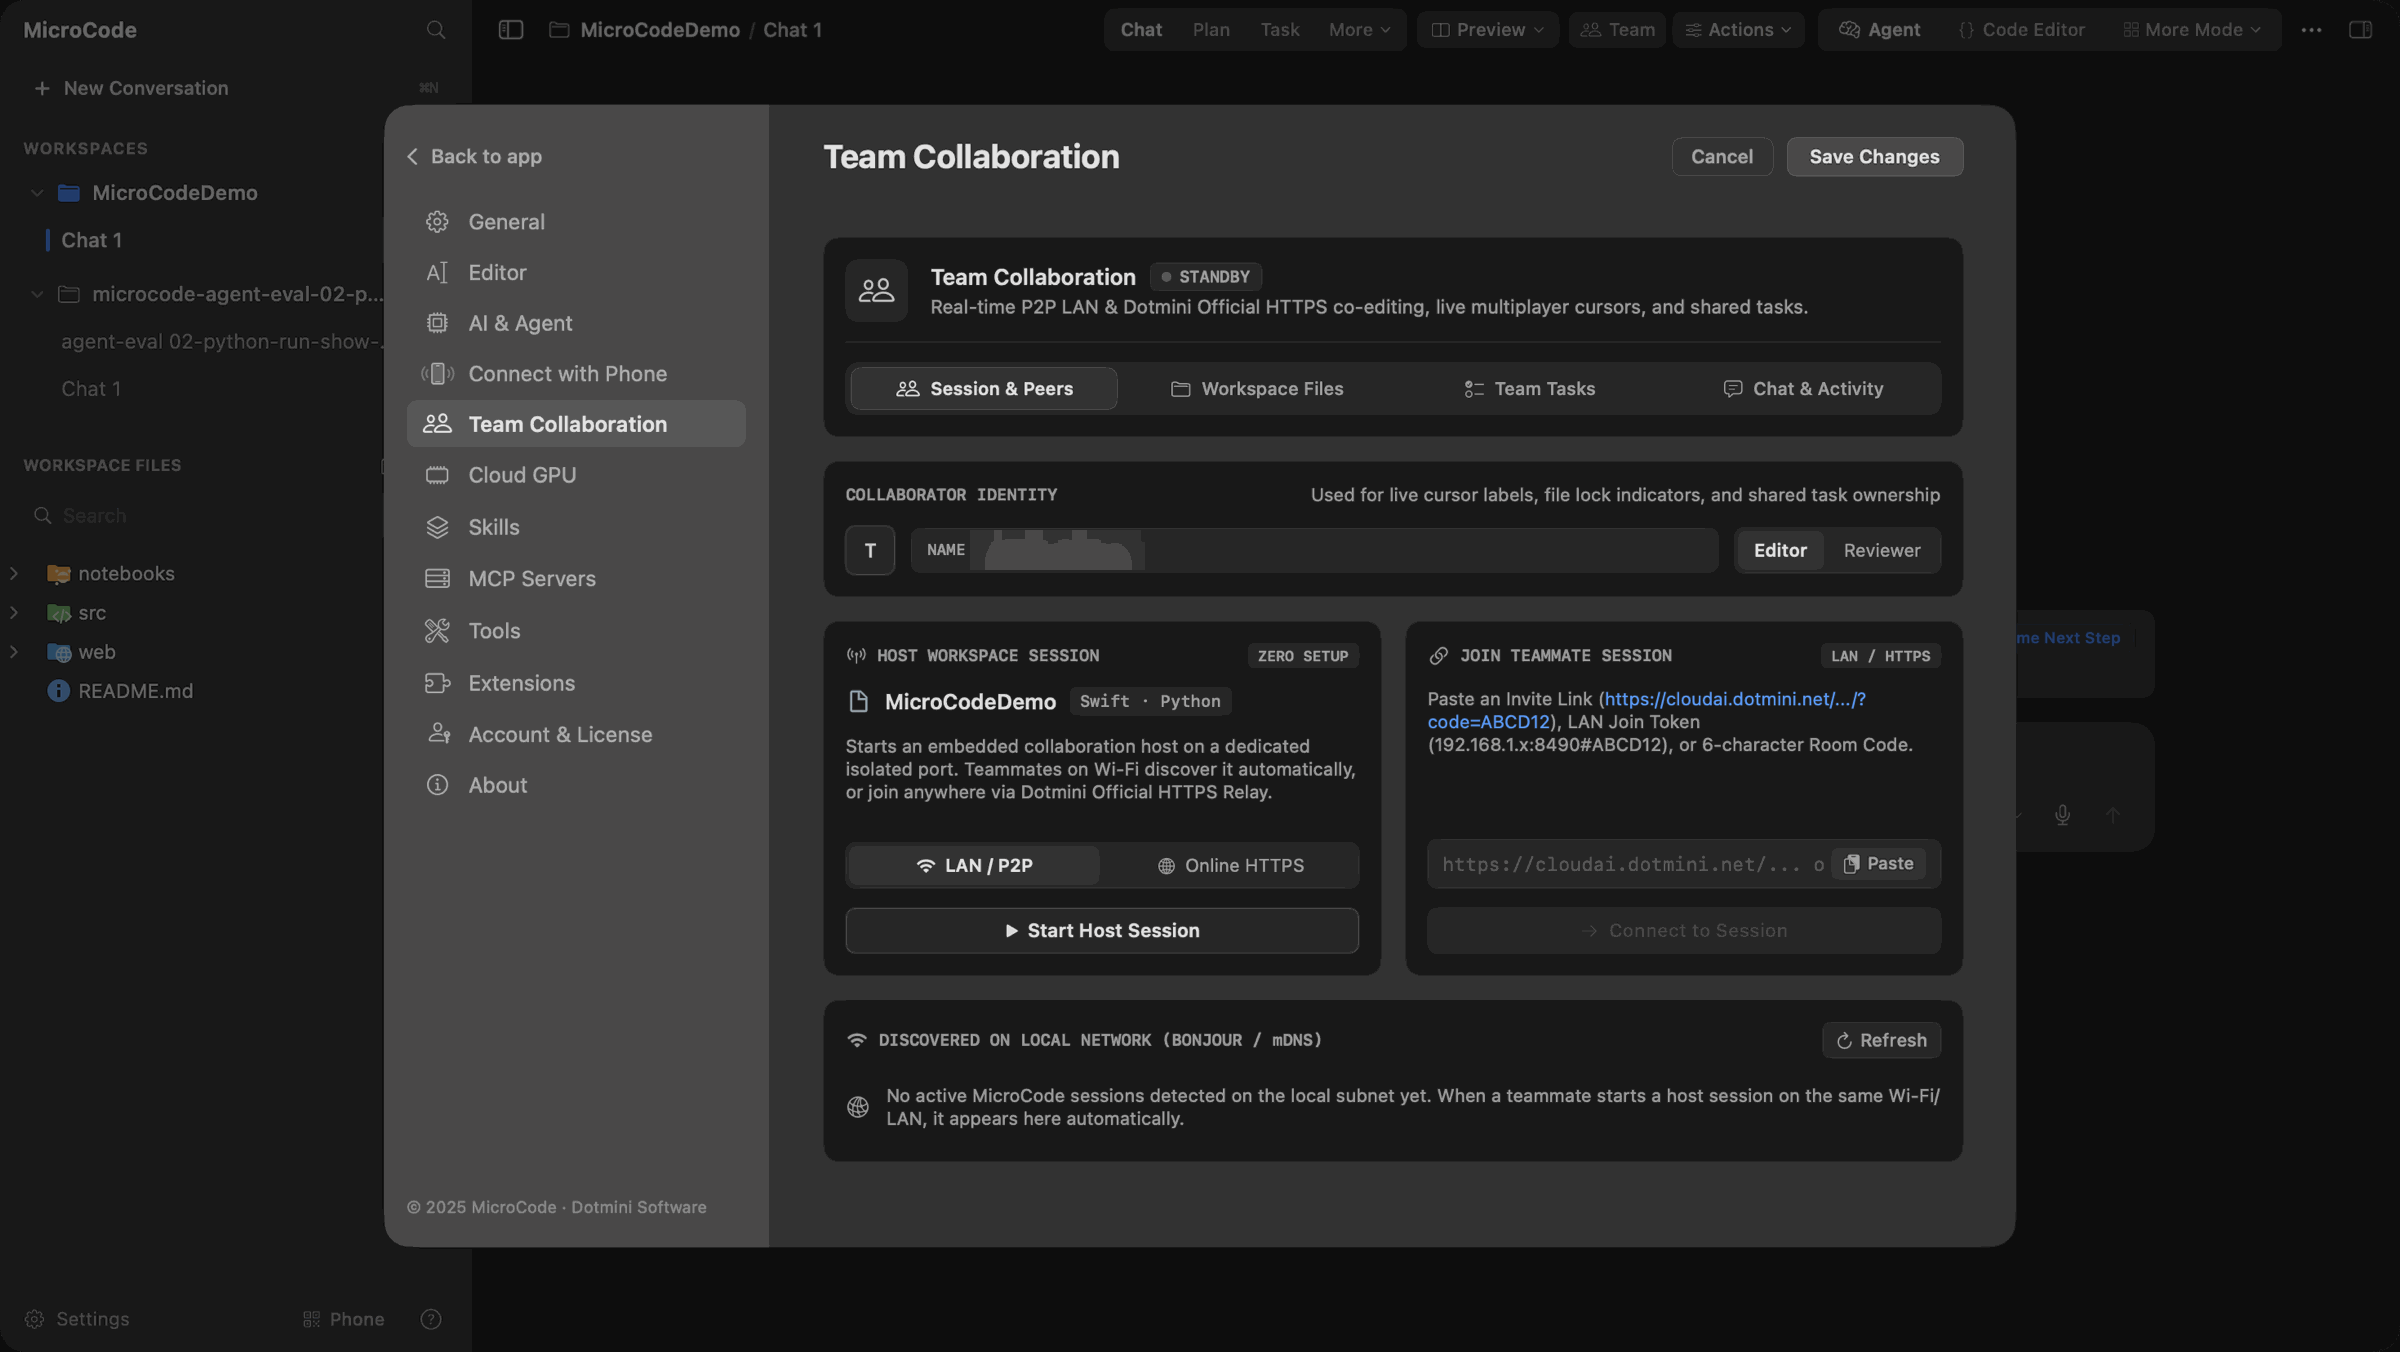 MicroCode
MicroCodeDemo / Chat 1
Chat
Plan
Task
More
Preview
Team
Actions
Agent
{} Code Editor
More Mode
+ New Conversation
⌘N
WORKSPACES
MicroCodeDemo
Chat 1
microcode-agent-eval-02-p...
agent-eval 02-python-run-show-
Chat 1
WORKSPACE FILES
Search
notebooks
src
web
README.md
Settings
Phone
?
Back to app
General
Editor
AI & Agent
Connect with Phone
Team Collaboration
Cloud GPU
Skills
MCP Servers
Tools
Extensions
Account & License
About
© 2025 MicroCode · Dotmini Software
Team Collaboration
Cancel
Save Changes
Team Collaboration
STANDBY
Real-time P2P LAN & Dotmini Official HTTPS co-editing, live multiplayer cursors, and shared tasks.
Session & Peers
Workspace Files
Team Tasks
Chat & Activity
COLLABORATOR IDENTITY
Used for live cursor labels, file lock indicators, and shared task ownership
T
NAME
Editor
Reviewer
HOST WORKSPACE SESSION
ZERO SETUP
MicroCodeDemo
Swift · Python
Starts an embedded collaboration host on a dedicated
isolated port. Teammates on Wi-Fi discover it automatically,
or join anywhere via Dotmini Official HTTPS Relay.
LAN / P2P
Online HTTPS
Start Host Session
JOIN TEAMMATE SESSION
LAN / HTTPS
Paste an Invite Link (https://cloudai.dotmini.net/.../?
code=ABCD12), LAN Join Token
(192.168.1.x:8490#ABCD12), or 6-character Room Code.
https://cloudai.dotmini.net/... o
Paste
Connect to Session
DISCOVERED ON LOCAL NETWORK (BONJOUR / mDNS)
Refresh
No active MicroCode sessions detected on the local subnet yet. When a teammate starts a host session on the same Wi-Fi/
LAN, it appears here automatically.
me Next Step